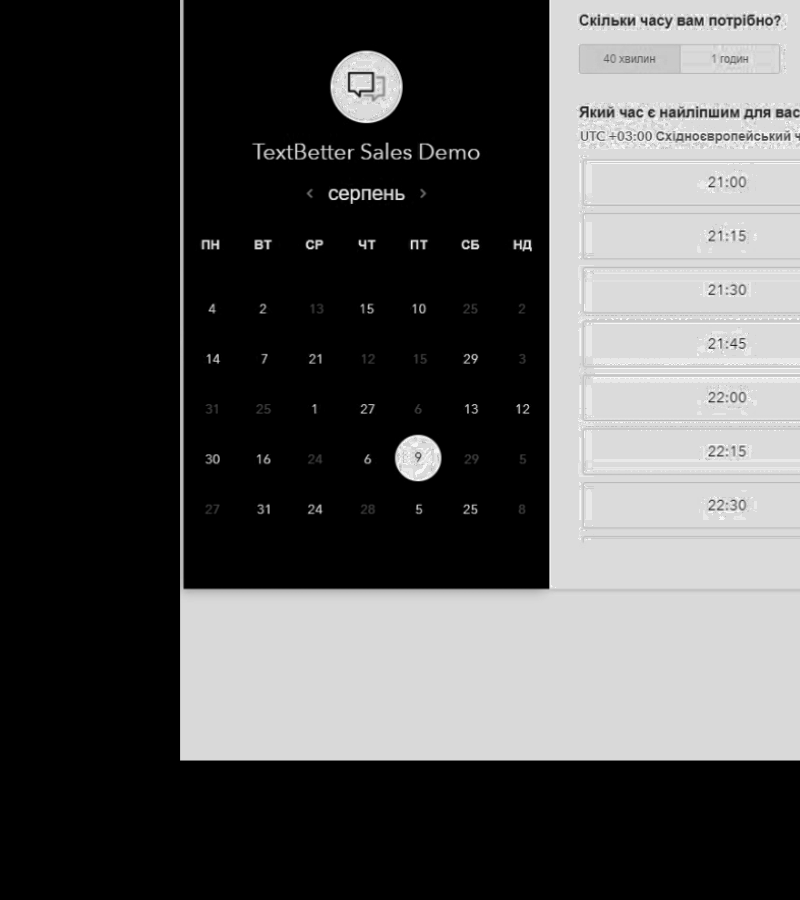 TextBetter Sales Demo
серпень
ПН ВТ СР ЧТ ПТ СБ НД
4 2 13 15 10 25 2
14 7 21 12 15 29 3
31 25 1 27 6 13 12
30 16 24 6 9 29 5
27 31 24 28 5 25 8
Скільки часу вам потрібно?
40 хвилин 1 годин
Який час є найліпшим для вас
UTC +03:00 Східноєвропейський ч
21:00
21:15
21:30
21:45
22:00
22:15
22:30